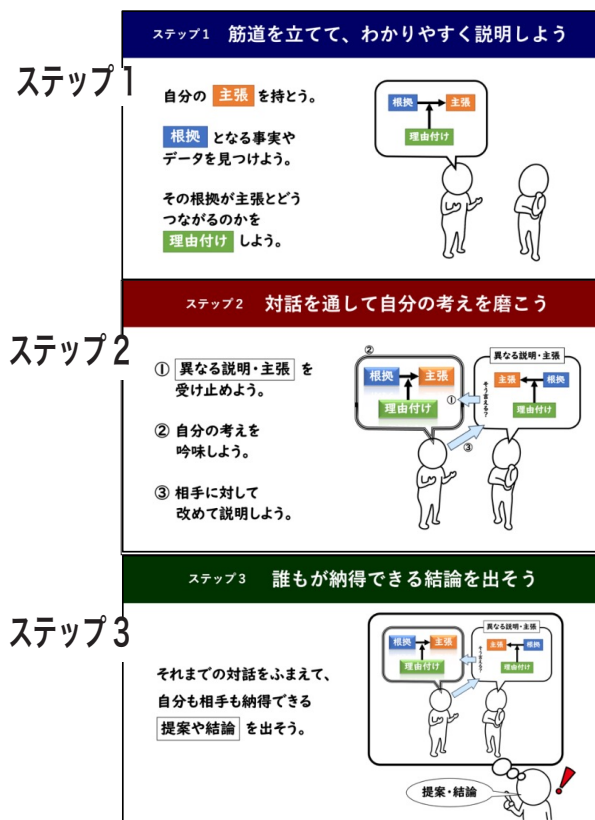 ステップ1 筋道を立てて、わかりやすく説明しよう
ステップ1
自分の 主張 を持とう。
根拠 となる事実や
データを見つけよう。
その根拠が主張とどう
つながるのかを
理由付け しよう。
根拠 主張
理由付け
ステップ2 対話を通して自分の考えを磨こう
ステップ2
① 異なる説明・主張 を
受け止めよう。
② 自分の考えを
吟味しよう。
③ 相手に対して
改めて説明しよう。
②
根拠 主張
理由付け
①
③
異なる説明・主張
主張 根拠
理由付け
そう言える?
ステップ3 誰もが納得できる結論を出そう
ステップ3
それまでの対話をふまえて、
自分も相手も納得できる
提案や結論 を出そう。
根拠 主張
理由付け
異なる説明・主張
主張 根拠
理由付け
そう言える?
提案・結論